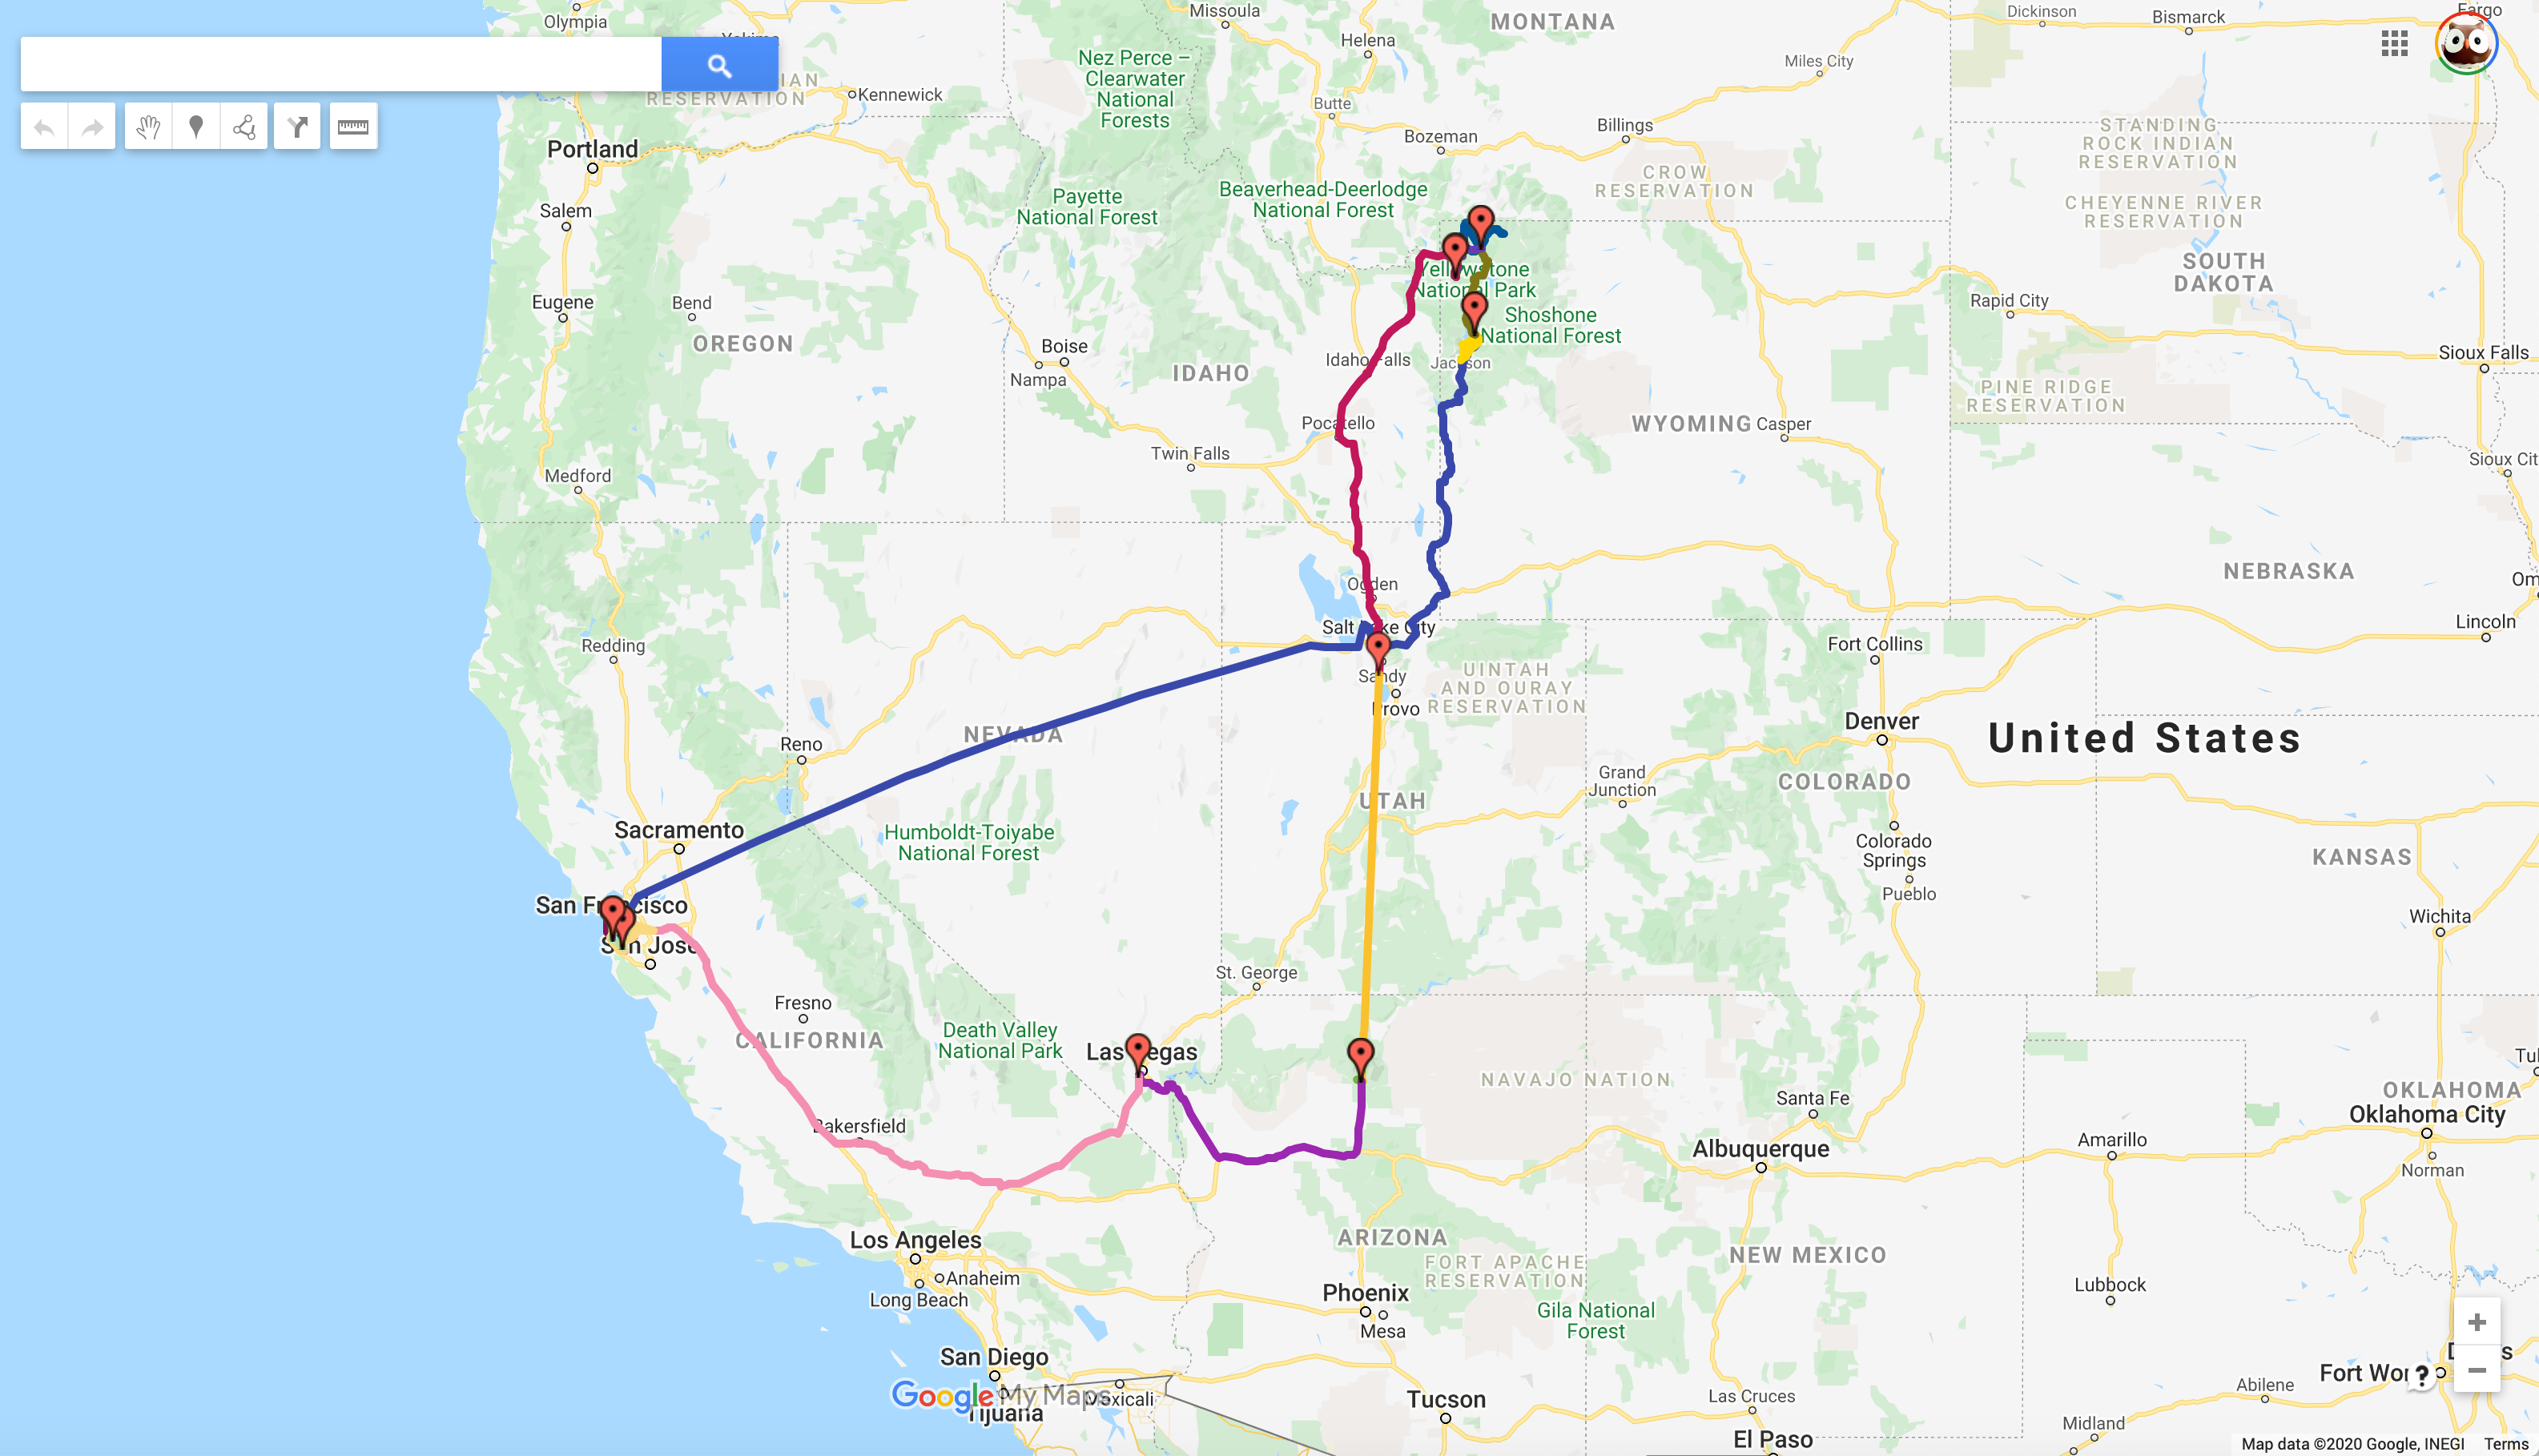 Olympia
Missoula
MONTANA
Dickinson
Bismarck
Fargo
Helena
Nez Perce –
Clearwater
National
Forests
Miles City
RESERVATION
Kennewick
Butte
Billings
Bozeman
STANDING
ROCK INDIAN
RESERVATION
Portland
CROW
RESERVATION
Payette
National Forest
Beaverhead-Deerlodge
National Forest
CHEYENNE RIVER
RESERVATION
Salem
Yellowstone
National Park
SOUTH
DAKOTA
Eugene
Bend
Rapid City
Shoshone
National Forest
OREGON
Boise
Nampa
IDAHO
Idaho Falls
Jackson
Sioux Falls
PINE RIDGE
RESERVATION
Pocatello
WYOMING
Casper
Twin Falls
Sioux Cit
Medford
NEBRASKA
Ogden
Om
Salt Lake City
Lincoln
Redding
Fort Collins
Sandy
UINTAH
AND OURAY
RESERVATION
Provo
Denver
United States
NEVADA
Reno
Grand
Junction
COLORADO
UTAH
Sacramento
Humboldt-Toiyabe
National Forest
Colorado
Springs
KANSAS
Pueblo
San Francisco
Wichita
San Jose
St. George
Fresno
CALIFORNIA
Death Valley
National Park
Las Vegas
NAVAJO NATION
Tul
OKLAHOMA
Santa Fe
Oklahoma City
Bakersfield
Albuquerque
Amarillo
Norman
Los Angeles
ARIZONA
NEW MEXICO
Anaheim
FORT APACHE
RESERVATION
Long Beach
Phoenix
Lubbock
Mesa
Gila National
Forest
San Diego
Google My Maps
Mexicali
Tijuana
Tucson
Las Cruces
Abilene
Fort Wor
?
Midland
El Paso
Map data ©2020 Google, INEGI Terms